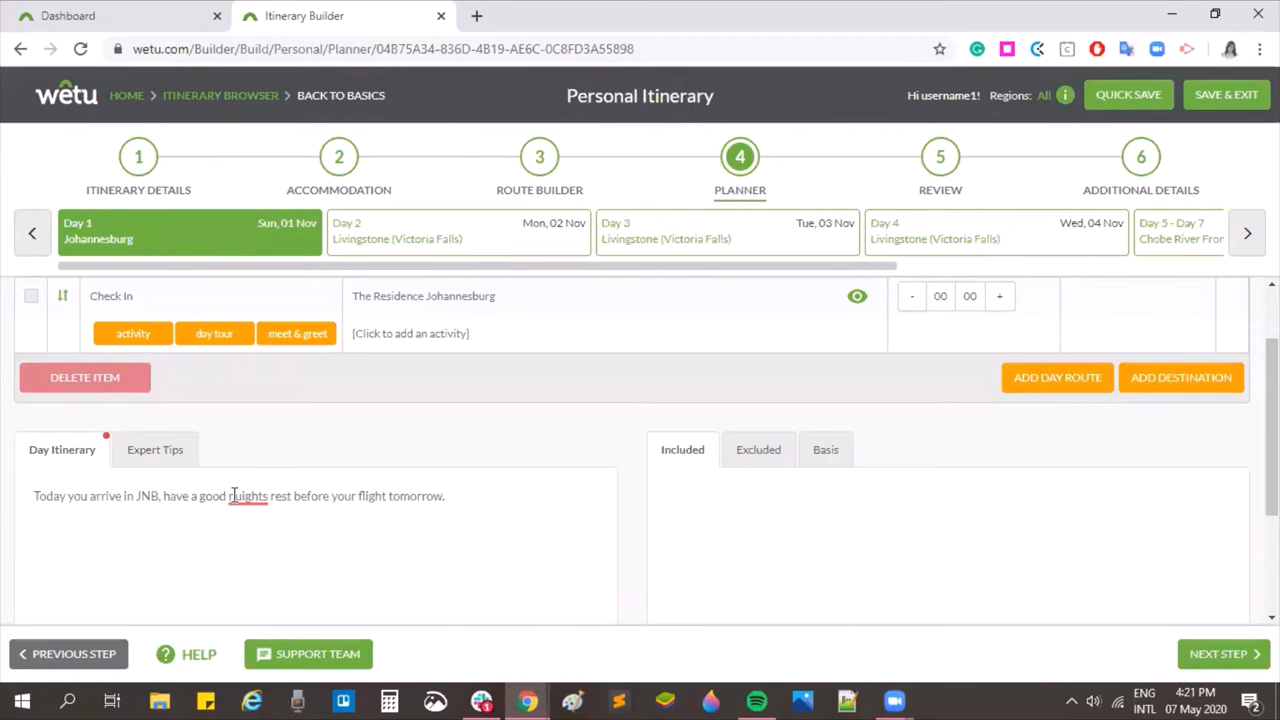 Dashboard
Itinerary Builder
wetu.com/Builder/Build/Personal/Planner/04B75A34-836D-4B19-AE6C-0C8FD3A55898
wetu HOME > ITINERARY BROWSER > BACK TO BASICS
Personal Itinerary
Hi username1! Regions: All i
QUICK SAVE
SAVE & EXIT
1 2 3 4 5 6
ITINERARY DETAILS ACCOMMODATION ROUTE BUILDER PLANNER REVIEW ADDITIONAL DETAILS
Day 1 Sun, 01 Nov
Johannesburg
Day 2 Mon, 02 Nov
Livingstone (Victoria Falls)
Day 3 Tue, 03 Nov
Livingstone (Victoria Falls)
Day 4 Wed, 04 Nov
Livingstone (Victoria Falls)
Day 5 - Day 7
Chobe River Fron
Check In The Residence Johannesburg - 00 00 +
activity day tour meet & greet [Click to add an activity]
DELETE ITEM ADD DAY ROUTE ADD DESTINATION
Day Itinerary Expert Tips Included Excluded Basis
Today you arrive in JNB, have a good nuights rest before your flight tomorrow.
< PREVIOUS STEP ? HELP SUPPORT TEAM NEXT STEP >
ENG 4:21 PM
INTL 07 May 2020